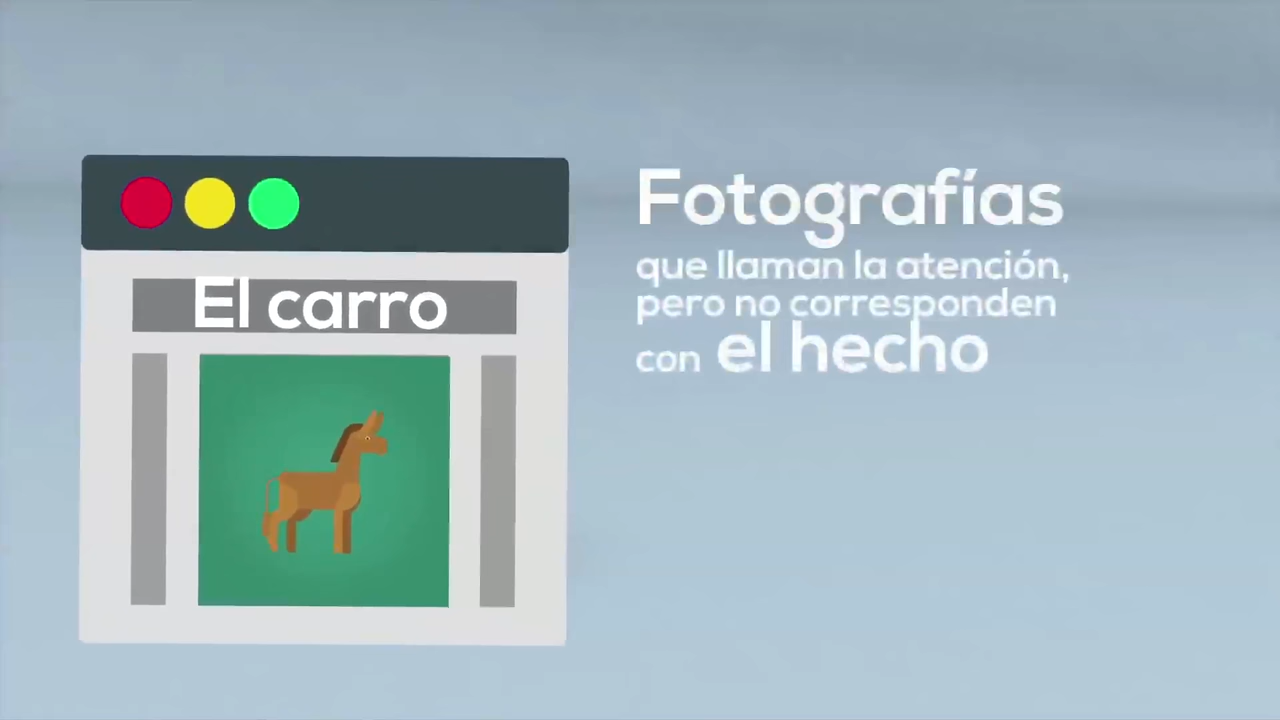 El carro
Fotografías
que llaman la atención,
pero no corresponden
con el hecho